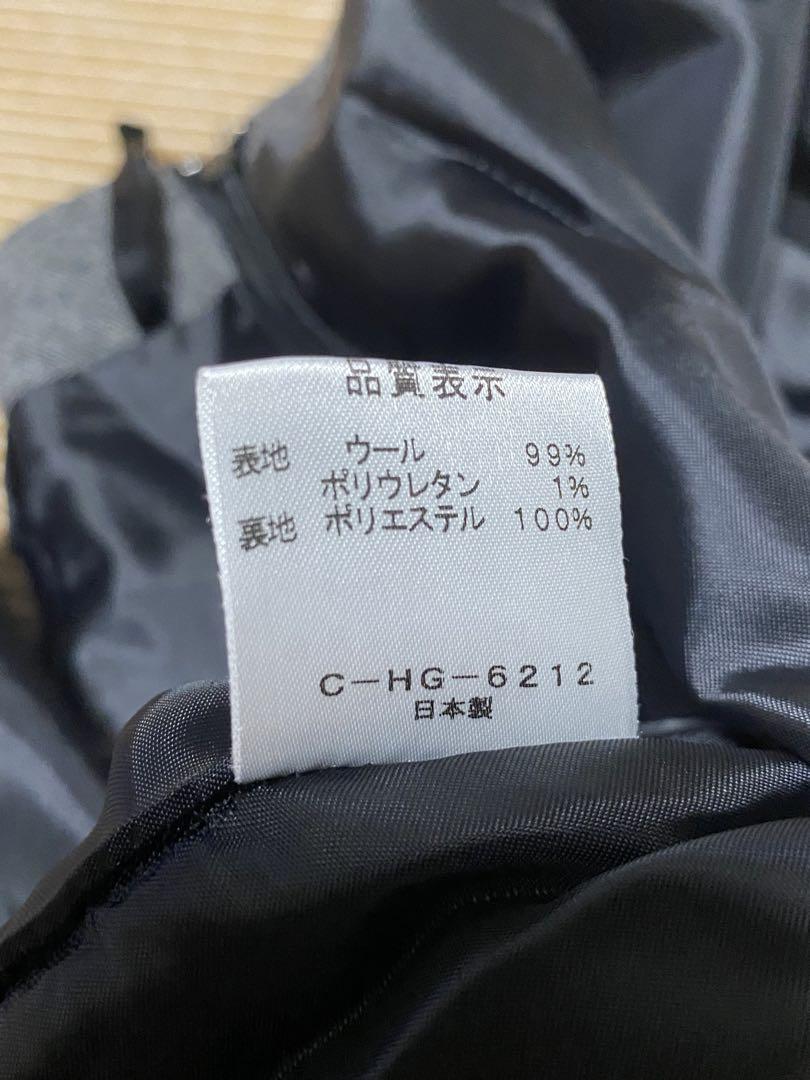 品質表示
表地 ウール 99%
ポリウレタン 1%
裏地 ポリエステル 100%
C-HG-6212
日本製